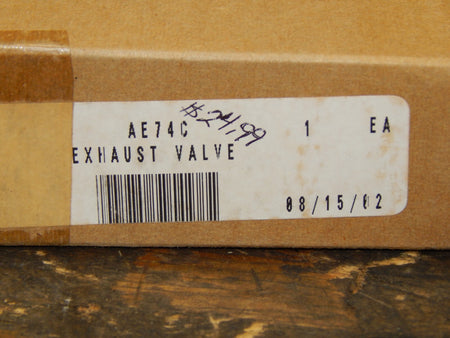 $24.99
AE74C 1 EA
EXHAUST VALVE
08/15/02